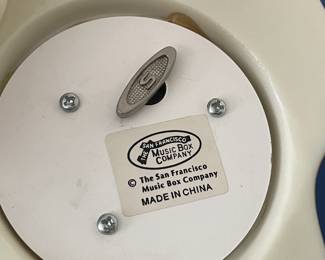 S
SAN FRANCISCO
THE MUSIC BOX
COMPANY
© The San Francisco
Music Box Company
MADE IN CHINA